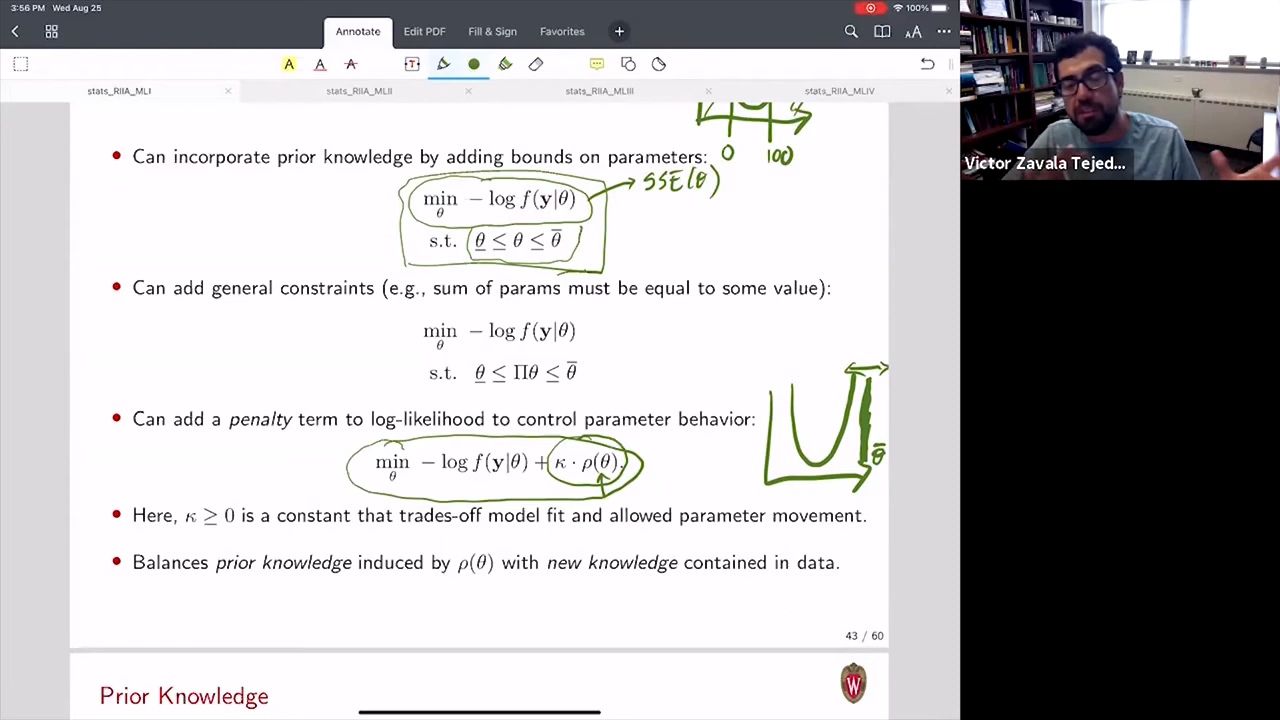 3:56 PM Wed Aug 25
100%
Annotate
Edit PDF
Fill & Sign
Favorites
stats_RIIA_MLI
stats_RIIA_MLII
stats_RIIA_MLIII
stats_RIIA_MLIV
0 100
• Can incorporate prior knowledge by adding bounds on parameters:
min θ − log f(y|θ) → SSE(θ)
s.t. θ̲ ≤ θ ≤ θ̅
• Can add general constraints (e.g., sum of params must be equal to some value):
min θ − log f(y|θ)
s.t. θ̲ ≤ Πθ ≤ θ̅
• Can add a penalty term to log-likelihood to control parameter behavior:
min θ − log f(y|θ) + κ · ρ(θ).
θ̅
• Here, κ ≥ 0 is a constant that trades-off model fit and allowed parameter movement.
• Balances prior knowledge induced by ρ(θ) with new knowledge contained in data.
43 / 60
Prior Knowledge
W
Victor Zavala Tejed...